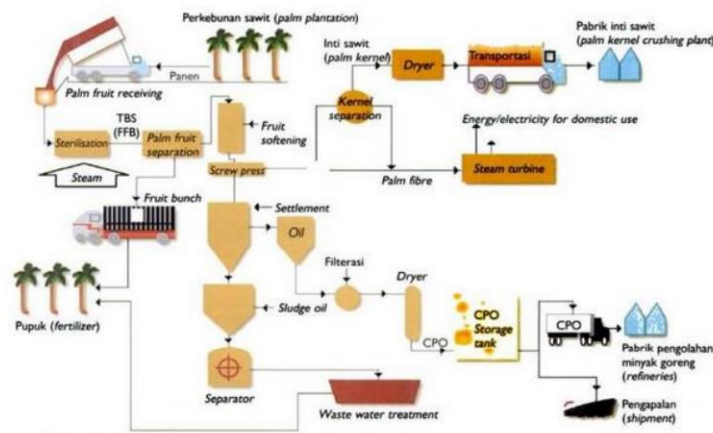 Perkebunan sawit (palm plantation)
Panen
Palm fruit receiving
Inti sawit
(palm kernel)
Dryer
Transportasi
Pabrik inti sawit
(palm kernel crushing plant)
Kernel
separation
TBS
(FFB)
Sterilisation
Palm fruit
separation
Fruit
softening
Steam
Screw press
Energy/electricity for domestic use
Palm fibre
Steam turbine
Fruit bunch
Settlement
Oil
Filterasi
Dryer
Pupuk (fertilizer)
Sludge oil
CPO
CPO
Storage
tank
CPO
Pabrik pengolahan
minyak goreng
(refineries)
Separator
Waste water treatment
Pengapalan
(shipment)